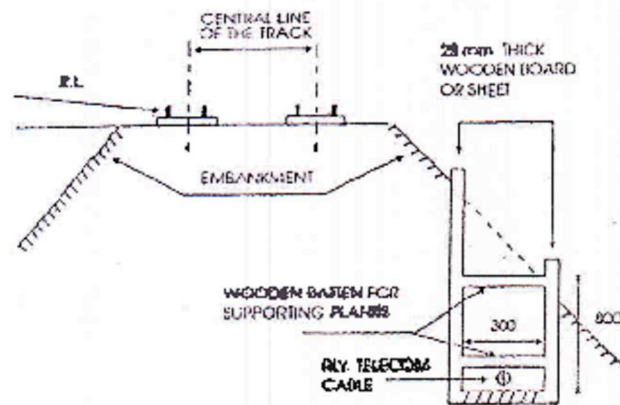 CENTRAL LINE
OF THE TRACK
28 mm THICK
WOODEN BOARD
OR SHEET
R.L.
EMBANKMENT
WOODEN BATTEN FOR
SUPPORTING PLANKS
300
800
RLY. TELECOM
CABLE